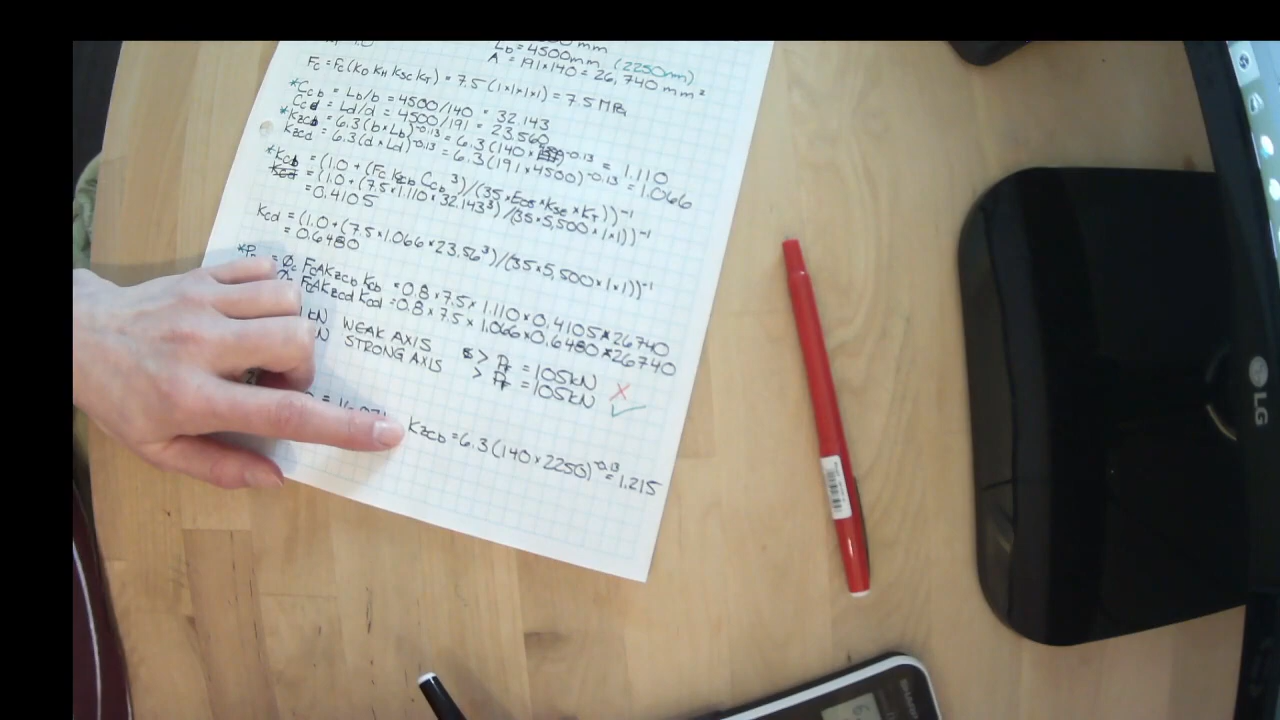 Lb = 4500mm (2250mm)
A = 191×140 = 26,740 mm²
Fc = Fc (KD KH Ksc KT) = 7.5 (1×1×1×1) = 7.5 MPa
*Ccb = Lb/b = 4500/140 = 32.143
Ccd = Ld/d = 4500/191 = 23.560
*Kzcb = 6.3(b×Lb)^-0.13 = 6.3(140× ^-0.13 = 1.110
Kzcd = 6.3(d×Ld)^-0.13 = 6.3(191×4500)^-0.13 = 1.066
*Kcb = (1.0 + (Fc Kzcb Ccb³)/(35×E05×KSE×KT))^-1
= (1.0 + (7.5×1.110×32.143³)/(35×5,500×1×1))^-1
= 0.4105
Kcd = (1.0+(7.5×1.066×23.56³)/(35×5,500×1×1))^-1
= 0.6480
*Pr = Øc FcAKzcb Kcb = 0.8×7.5×1.110×0.4105×26740
FcAKzcd Kcd = 0.8×7.5×1.066×0.6480×26740
kN WEAK AXIS > Pf = 105kN X
STRONG AXIS > Pf = 105kN ✓
Kzcb = 6.3(140×2250)^-0.13 = 1.215
LG
SHARP